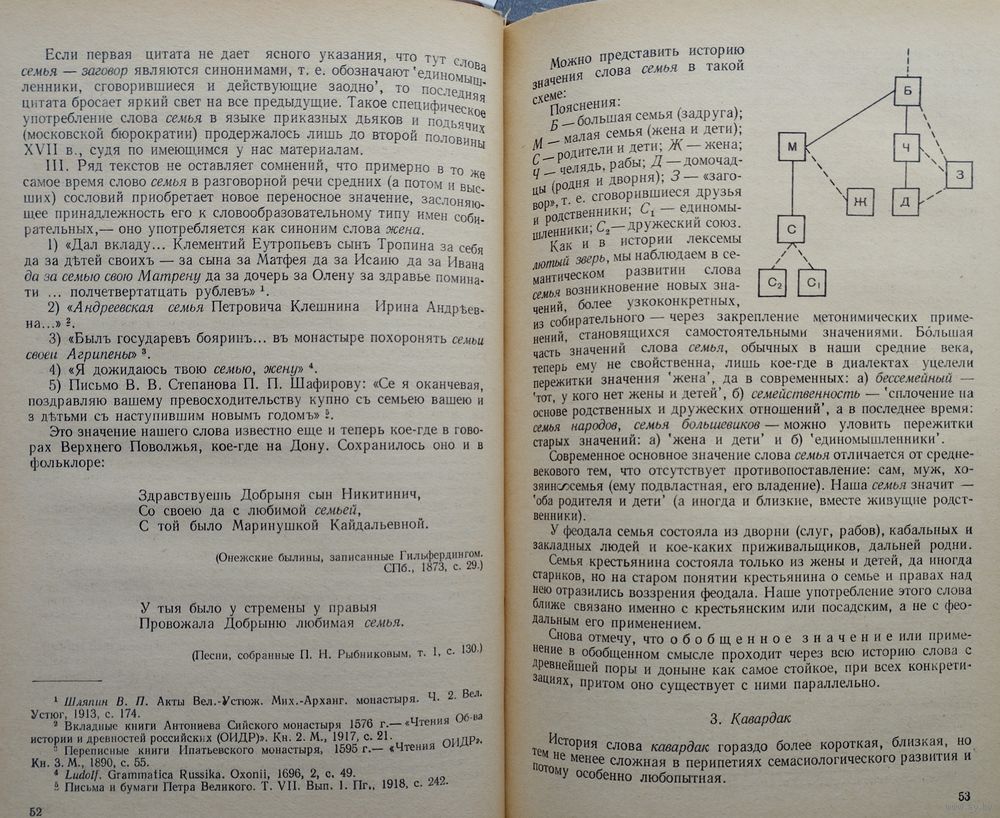 Если первая цитата не дает ясного указания, что тут слова
семья — заговор являются синонимами, т. е. обозначают ‘единомыш-
ленники, сговорившиеся и действующие заодно’, то последняя
цитата бросает яркий свет на все предыдущие. Такое специфическое
употребление слова семья в языке приказных дьяков и подьячих
(московской бюрократии) продержалось лишь до второй половины
XVII в., судя по имеющимся у нас материалам.
III. Ряд текстов не оставляет сомнений, что примерно в то же
самое время слово семья в разговорной речи средних (а потом и выс-
ших) сословий приобретает новое переносное значение, заслоняю-
щее принадлежность его к словообразовательному типу имен соби-
рательных,— оно употребляется как синоним слова жена.
1) «Дал вкладу... Клементий Еутропьевъ сынъ Тропина за себя
да за дѣтей своихъ — за сына за Матфея да за Исаию да за Ивана
да за семью свою Матрену да за дочерь за Олену за здравье помина-
ти ... полчетвертатцать рублевъ» ¹.
2) «Андреевская семья Петровича Клешнина Ирина Андрѣев-
на...» ².
3) «Былъ государевъ бояринъ... въ монастыре похоронять семьи
своеи Агрипены» ³.
4) «Я дожидаюсь твою семью, жену» ⁴.
5) Письмо В. В. Степанова П. П. Шафирову: «Се я оканчевая,
поздравляю вашему превосходительству купно съ семьею вашею и
з дѣтьми съ наступившим новымъ годомъ» ⁵.
Это значение нашего слова известно еще и теперь кое-где в гово-
рах Верхнего Поволжья, кое-где на Дону. Сохранилось оно и в
фольклоре:
Здравствуешь Добрыня сын Никитинич,
Со своею да с любимой семьей,
С той было Маринушкой Кайдальевной.
(Онежские былины, записанные Гильфердингом.
СПб., 1873, с. 29.)
У тыя было у стремены у правыя
Провожала Добрыню любимая семья.
(Песни, собранные П. Н. Рыбниковым, т. 1, с. 130.)
¹ Шляпин В. П. Акты Вел.-Устюж. Мих.-Арханг. монастыря. Ч. 2. Вел.
Устюг, 1913, с. 174.
² Вкладные книги Антониева Сийского монастыря 1576 г.— «Чтения Об-ва
истории и древностей российских (ОИДР)». Кн. 2. М., 1917, с. 21.
³ Переписные книги Ипатьевского монастыря, 1595 г.— «Чтения ОИДР».
Кн. 3. М., 1890, с. 55.
⁴ Ludolf. Grammatica Russika. Oxonii, 1696, 2, с. 49.
⁵ Письма и бумаги Петра Великого. Т. VII. Вып. 1. Пг., 1918, с. 242.
52
Можно представить историю
значения слова семья в такой
схеме:
Пояснения:
Б — большая семья (задруга);
М — малая семья (жена и дети);
С — родители и дети; Ж — жена;
Ч — челядь, рабы; Д — домочад-
цы (родня и дворня); З — «заго-
вор», т. е. сговорившиеся друзья
и родственники; С₁ — единомы-
шленники; С₂ — дружеский союз.
Как и в истории лексемы
лютый зверь, мы наблюдаем в се-
мантическом развитии слова
семья возникновение новых зна-
чений, более узкоконкретных,
Б
М
Ч
З
Ж
Д
С
С₂
С₁
из собирательного — через закрепление метонимических приме-
нений, становящихся самостоятельными значениями. Бо́льшая
часть значений слова семья, обычных в наши средние века,
теперь ему не свойственна, лишь кое-где в диалектах уцелели
пережитки значения ‘жена’, да в современных: а) бессемейный —
‘тот, у кого нет жены и детей’, б) семейственность — ‘сплочение на
основе родственных и дружеских отношений’, а в последнее время:
семья народов, семья большевиков — можно уловить пережитки
старых значений: а) ‘жена и дети’ и б) ‘единомышленники’.
Современное основное значение слова семья отличается от средне-
векового тем, что отсутствует противопоставление: сам, муж, хо-
зяин∽семья (ему подвластная, его владение). Наша семья значит —
‘оба родителя и дети’ (а иногда и близкие, вместе живущие родст-
венники).
У феодала семья состояла из дворни (слуг, рабов), кабальных и
закладных людей и кое-каких приживальщиков, дальней родни.
Семья крестьянина состояла только из жены и детей, да иногда
стариков, но на старом понятии крестьянина о семье и правах над
нею отразились воззрения феодала. Наше употребление этого слова
ближе связано именно с крестьянским или посадским, а не с фео-
дальным его применением.
Снова отмечу, что обобщенное значение или приме-
нение в обобщенном смысле проходит через всю историю слова с
древнейшей поры и доныне как самое стойкое, при всех конкрети-
зациях, притом оно существует с ними параллельно.
3. Кавардак
История слова кавардак гораздо более короткая, близкая, но
тем не менее сложная в перипетиях семасиологического развития и
потому особенно любопытная.
53